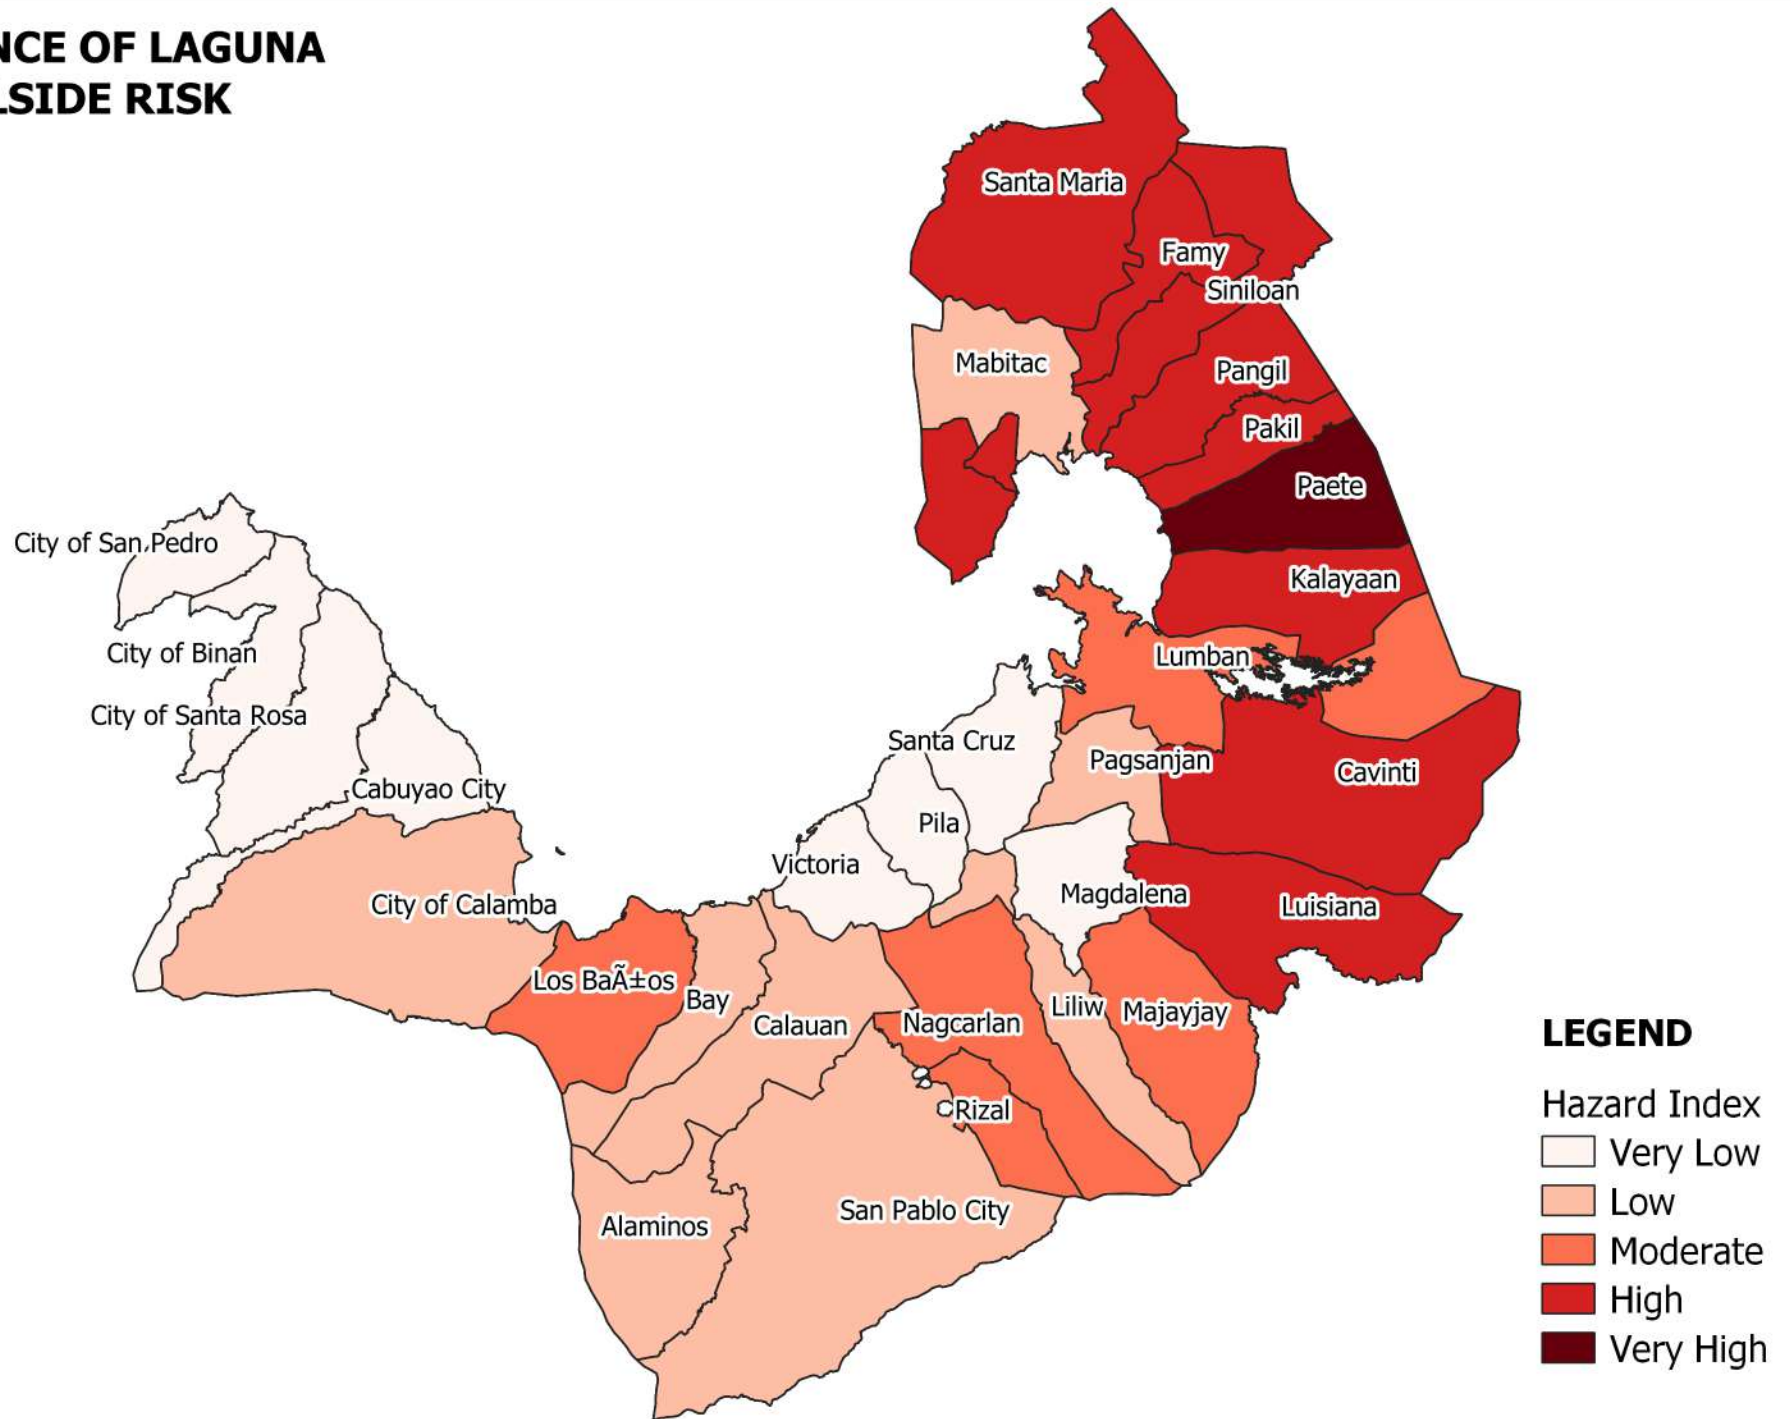 NCE OF LAGUNA
LSIDE RISK
Santa Maria
Famy
Siniloan
Mabitac
Pangil
Pakil
Paete
City of San Pedro
Kalayaan
City of Binan
Lumban
City of Santa Rosa
Santa Cruz
Pagsanjan
Cavinti
Cabuyao City
Pila
Victoria
Magdalena
City of Calamba
Luisiana
Los BaÃ±os
Bay
Liliw
Majayjay
Calauan
Nagcarlan
Rizal
San Pablo City
Alaminos
LEGEND
Hazard Index
Very Low
Low
Moderate
High
Very High